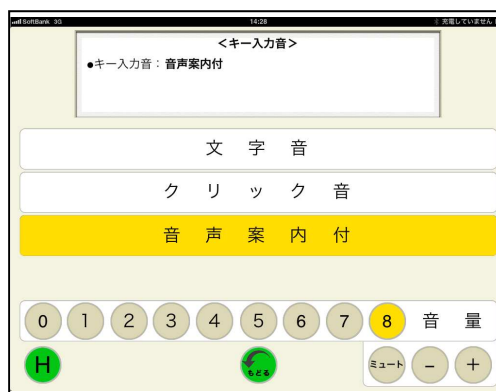 SoftBank 3G 14:28 充電していません
＜キー入力音＞
●キー入力音：音声案内付
文字音
クリック音
音声案内付
0 1 2 3 4 5 6 7 8 音量
H もどる ミュート － ＋